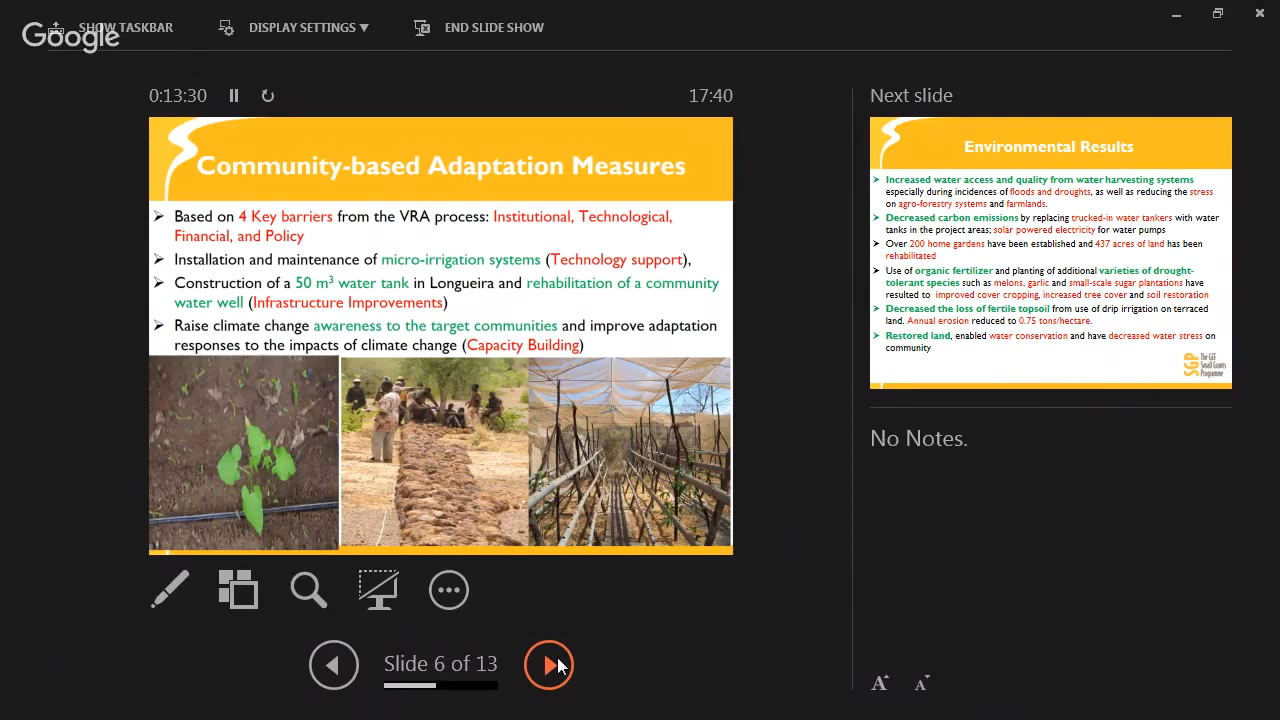 Google
SHOW TASKBAR
DISPLAY SETTINGS
END SLIDE SHOW
0:13:30
17:40
Community-based Adaptation Measures
Based on 4 Key barriers from the VRA process: Institutional, Technological,
Financial, and Policy
Installation and maintenance of micro-irrigation systems (Technology support),
Construction of a 50 m³ water tank in Longueira and rehabilitation of a community
water well (Infrastructure Improvements)
Raise climate change awareness to the target communities and improve adaptation
responses to the impacts of climate change (Capacity Building)
Slide 6 of 13
Next slide
Environmental Results
Increased water access and quality from water harvesting systems
especially during incidences of floods and droughts, as well as reducing the stress
on agro-forestry systems and farmlands.
Decreased carbon emissions by replacing trucked-in water tankers with water
tanks in the project areas; solar powered electricity for water pumps
Over 200 home gardens have been established and 437 acres of land has been
rehabilitated
Use of organic fertilizer and planting of additional varieties of drought-
tolerant species such as melons, garlic and small-scale sugar plantations have
resulted to improved cover cropping, increased tree cover and soil restoration
Decreased the loss of fertile topsoil from use of drip irrigation on terraced
land. Annual erosion reduced to 0.75 tons/hectare.
Restored land, enabled water conservation and have decreased water stress on
community
SGP
The GEF
Small Grants
Programme
No Notes.
A A